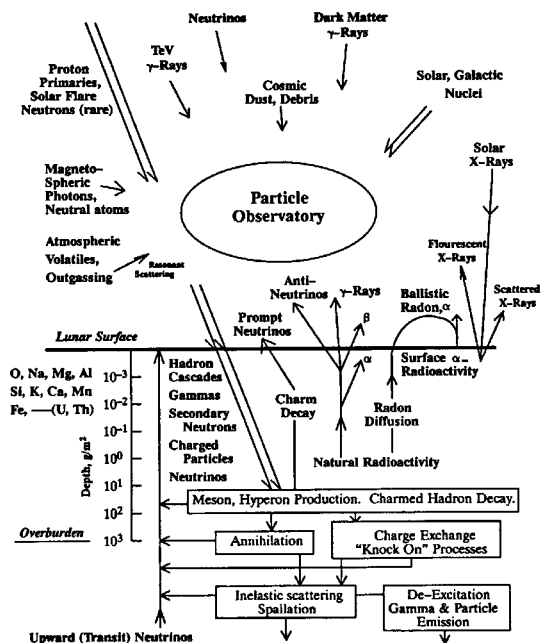 Neutrinos
Dark Matter
γ-Rays
TeV
γ-Rays
Proton
Primaries,
Solar Flare
Neutrons (rare)
Cosmic
Dust, Debris
Solar, Galactic
Nuclei
Solar
X-Rays
Magneto-
Spheric
Photons,
Neutral atoms
Particle
Observatory
Atmospheric
Volatiles,
Outgassing
Resonant
Scattering
Flourescent
X-Rays
Scattered
X-Rays
Anti-
Neutrinos
γ-Rays
Ballistic
Radon, α
Prompt
Neutrinos
β
α
Lunar Surface
Surface α-
Radioactivity
O, Na, Mg, Al
Si, K, Ca, Mn
Fe, —(U, Th)
10⁻³
10⁻²
10⁻¹
10⁰
10¹
10²
10³
Depth, g/m²
Overburden
Hadron
Cascades
Gammas
Secondary
Neutrons
Charged
Particles
Neutrinos
Charm
Decay
Radon
Diffusion
Natural Radioactivity
Meson, Hyperon Production. Charmed Hadron Decay.
Annihilation
Charge Exchange
"Knock On" Processes
Inelastic scattering
Spallation
De-Excitation
Gamma & Particle
Emission
Upward (Transit) Neutrinos